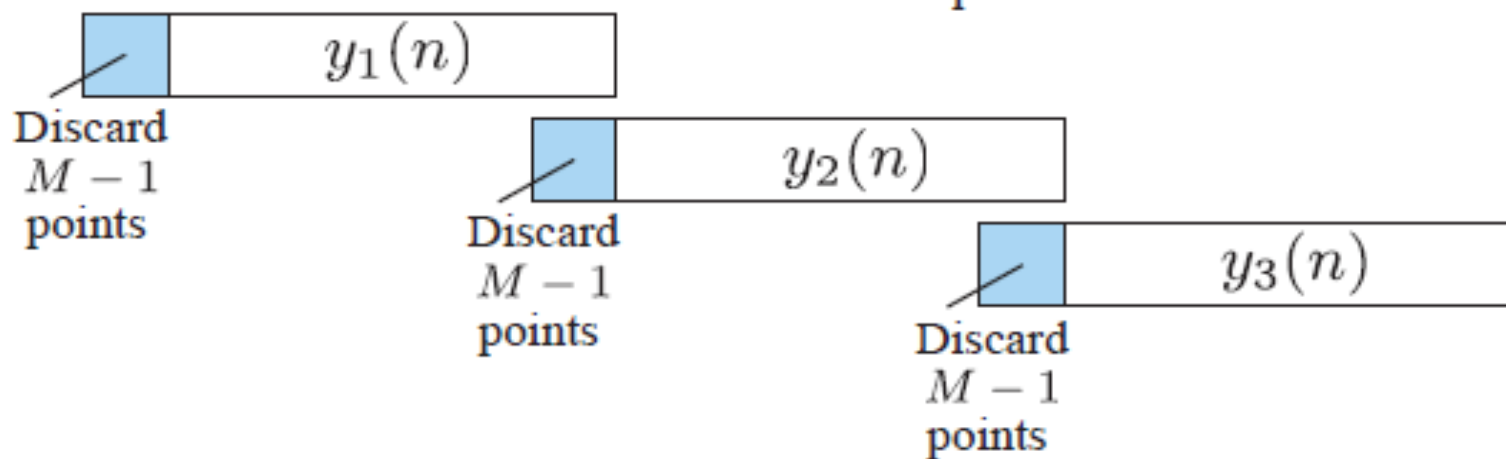 y₁(n)
Discard
M − 1
points
y₂(n)
Discard
M − 1
points
y₃(n)
Discard
M − 1
points